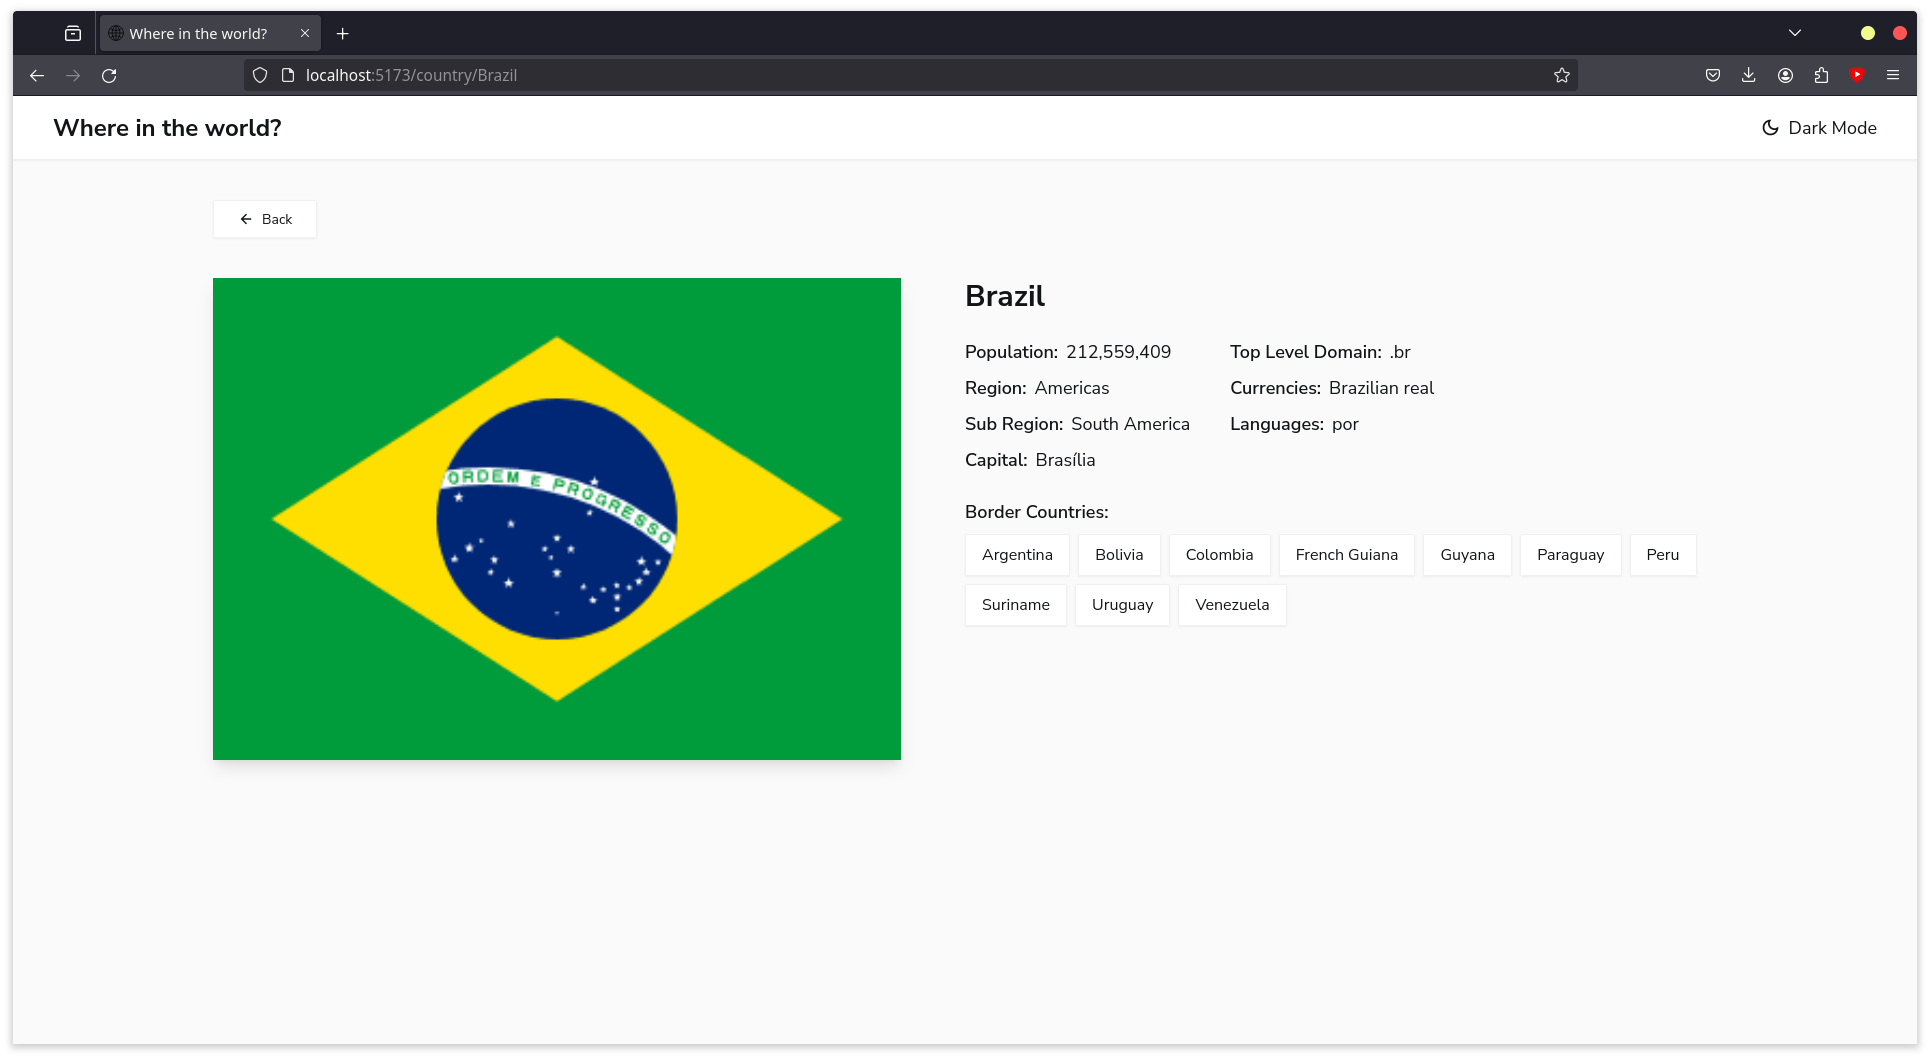 Where in the world?
localhost:5173/country/Brazil
Where in the world?
Dark Mode
Back
ORDEM E PROGRESSO
Brazil
Population: 212,559,409
Region: Americas
Sub Region: South America
Capital: Brasília
Top Level Domain: .br
Currencies: Brazilian real
Languages: por
Border Countries:
Argentina Bolivia Colombia French Guiana Guyana Paraguay Peru
Suriname Uruguay Venezuela